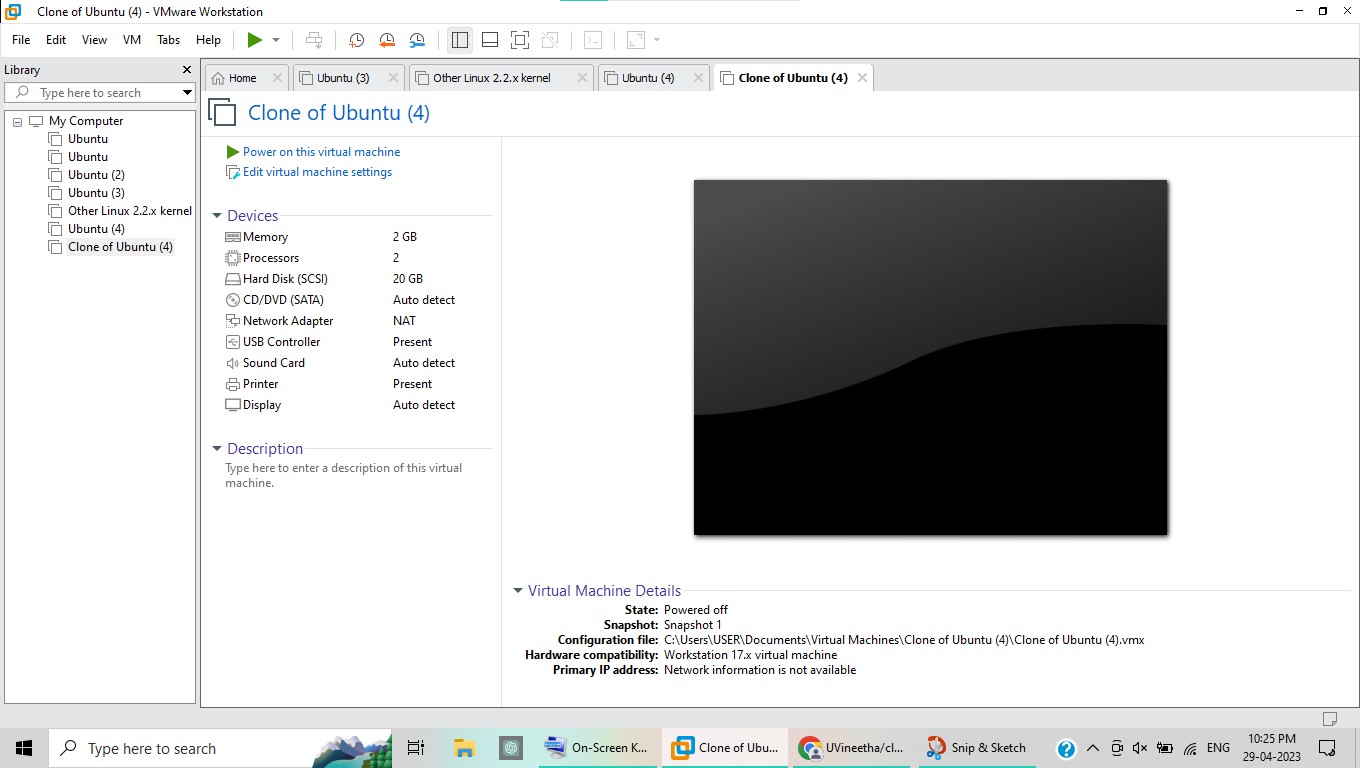 Clone of Ubuntu (4) - VMware Workstation
File Edit View VM Tabs Help
Library
Type here to search
My Computer
Ubuntu
Ubuntu
Ubuntu (2)
Ubuntu (3)
Other Linux 2.2.x kernel
Ubuntu (4)
Clone of Ubuntu (4)
Home Ubuntu (3) Other Linux 2.2.x kernel Ubuntu (4) Clone of Ubuntu (4)
Clone of Ubuntu (4)
Power on this virtual machine
Edit virtual machine settings
Devices
Memory 2 GB
Processors 2
Hard Disk (SCSI) 20 GB
CD/DVD (SATA) Auto detect
Network Adapter NAT
USB Controller Present
Sound Card Auto detect
Printer Present
Display Auto detect
Description
Type here to enter a description of this virtual
machine.
Virtual Machine Details
State: Powered off
Snapshot: Snapshot 1
Configuration file: C:\Users\USER\Documents\Virtual Machines\Clone of Ubuntu (4)\Clone of Ubuntu (4).vmx
Hardware compatibility: Workstation 17.x virtual machine
Primary IP address: Network information is not available
Type here to search
On-Screen K... Clone of Ubu... UVineetha/cl... Snip & Sketch
ENG
10:25 PM
29-04-2023